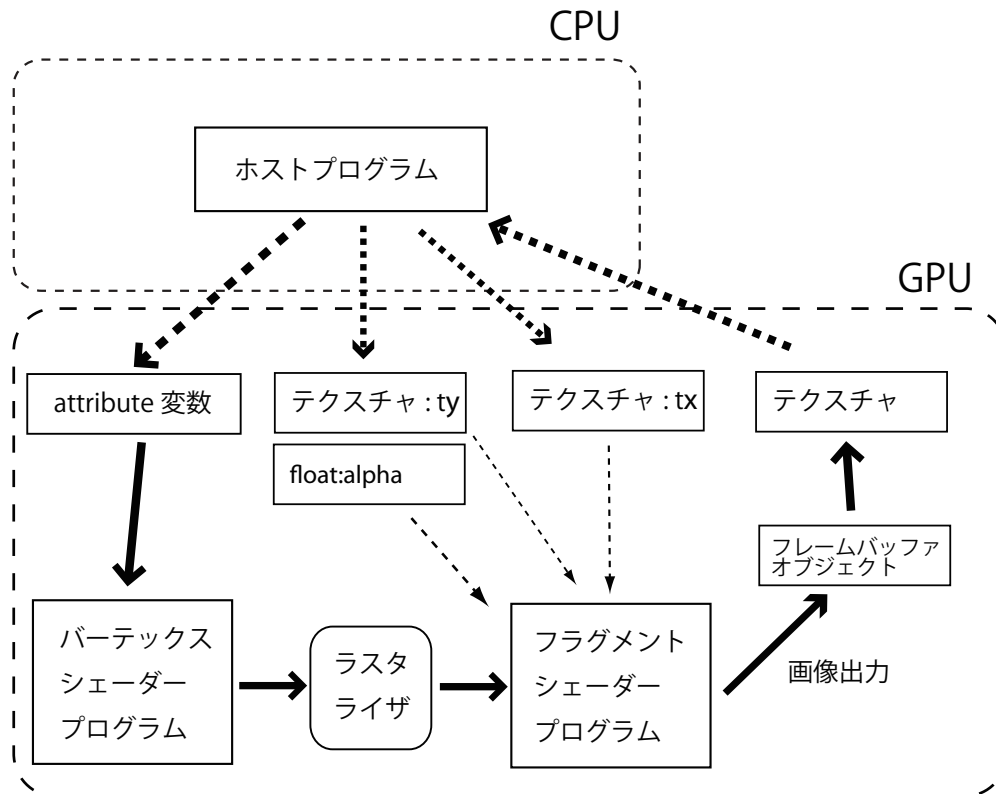 CPU
ホストプログラム
GPU
attribute 変数
テクスチャ : ty
テクスチャ : tx
テクスチャ
float:alpha
フレームバッファ
オブジェクト
バーテックス
シェーダー
プログラム
ラスタ
ライザ
フラグメント
シェーダー
プログラム
画像出力